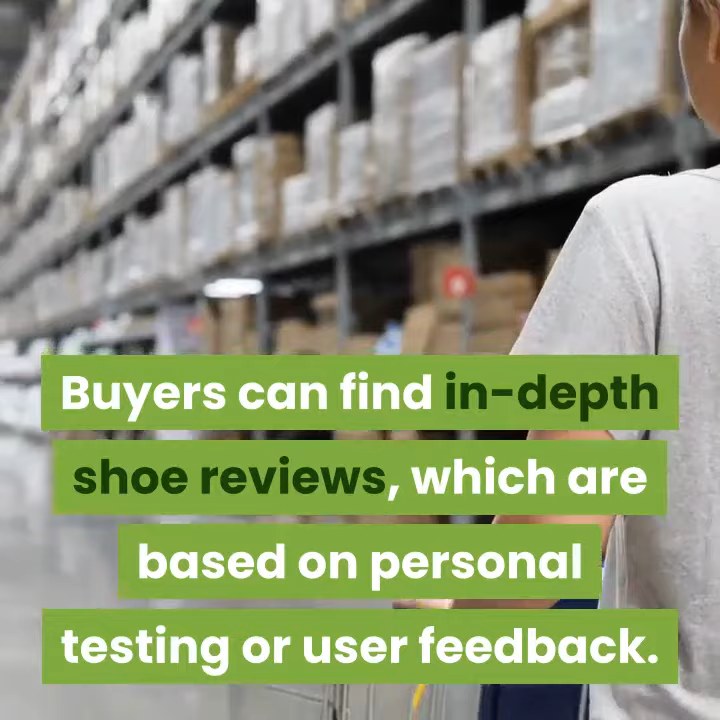 Buyers can find in-depth
shoe reviews, which are
based on personal
testing or user feedback.